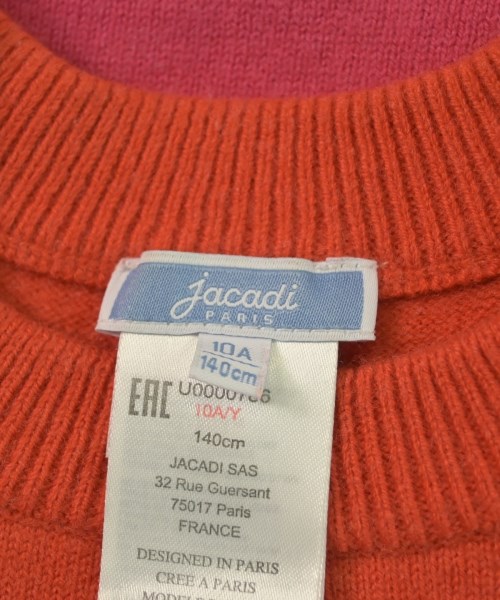 jacadi
PARIS
10A
140cm
EAC
10A/Y
140cm
JACADI SAS
32 Rue Guersant
75017 Paris
FRANCE
DESIGNED IN PARIS
CREE A PARIS